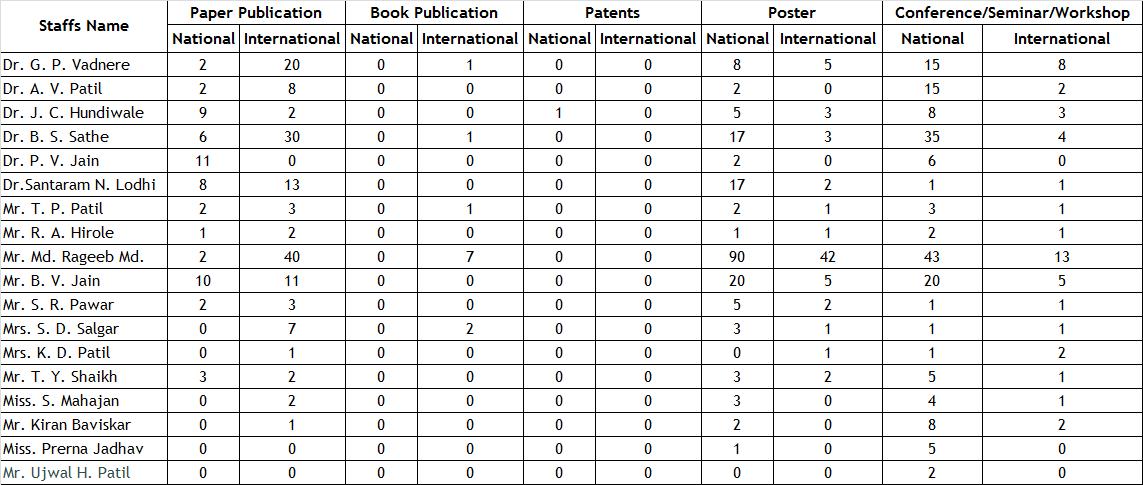 Staffs Name Paper Publication Book Publication Patents Poster Conference/Seminar/Workshop
National International National International National International National International National International
Dr. G. P. Vadnere 2 20 0 1 0 0 8 5 15 8
Dr. A. V. Patil 2 8 0 0 0 0 2 0 15 2
Dr. J. C. Hundiwale 9 2 0 0 1 0 5 3 8 3
Dr. B. S. Sathe 6 30 0 1 0 0 17 3 35 4
Dr. P. V. Jain 11 0 0 0 0 0 2 0 6 0
Dr.Santaram N. Lodhi 8 13 0 0 0 0 17 2 1 1
Mr. T. P. Patil 2 3 0 1 0 0 2 1 3 1
Mr. R. A. Hirole 1 2 0 0 0 0 1 1 2 1
Mr. Md. Rageeb Md. 2 40 0 7 0 0 90 42 43 13
Mr. B. V. Jain 10 11 0 0 0 0 20 5 20 5
Mr. S. R. Pawar 2 3 0 0 0 0 5 2 1 1
Mrs. S. D. Salgar 0 7 0 2 0 0 3 1 1 1
Mrs. K. D. Patil 0 1 0 0 0 0 0 1 1 2
Mr. T. Y. Shaikh 3 2 0 0 0 0 3 2 5 1
Miss. S. Mahajan 0 2 0 0 0 0 3 0 4 1
Mr. Kiran Baviskar 0 1 0 0 0 0 2 0 8 2
Miss. Prerna Jadhav 0 0 0 0 0 0 1 0 5 0
Mr. Ujwal H. Patil 0 0 0 0 0 0 0 0 2 0